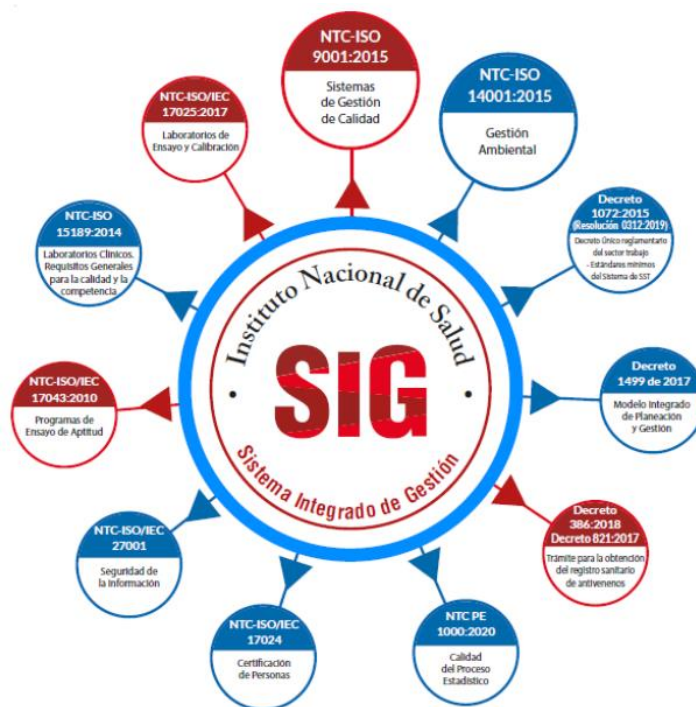 NTC-ISO
9001:2015
Sistemas
de Gestión
de Calidad
NTC-ISO
14001:2015
Gestión
Ambiental
Decreto
1072:2015
(Resolución 0312:2019)
Decreto Único reglamentario
del sector trabajo
- Estándares mínimos
del Sistema de SST
Decreto
1499 de 2017
Modelo Integrado
de Planeación
y Gestión
Decreto
386:2018
Decreto 821:2017
Trámite para la obtención
del registro sanitario
de antivenenos
NTC PE
1000:2020
Calidad
del Proceso
Estadístico
NTC-ISO/IEC
17024
Certificación
de Personas
NTC-ISO/IEC
27001
Seguridad de
la Información
NTC-ISO/IEC
17043:2010
Programas de
Ensayo de Aptitud
NTC-ISO
15189:2014
Laboratorios Clínicos.
Requisitos Generales
para la calidad y la
competencia
NTC-ISO/IEC
17025:2017
Laboratorios de
Ensayo y Calibración
• Instituto Nacional de Salud •
SIG
Sistema Integrado de Gestión